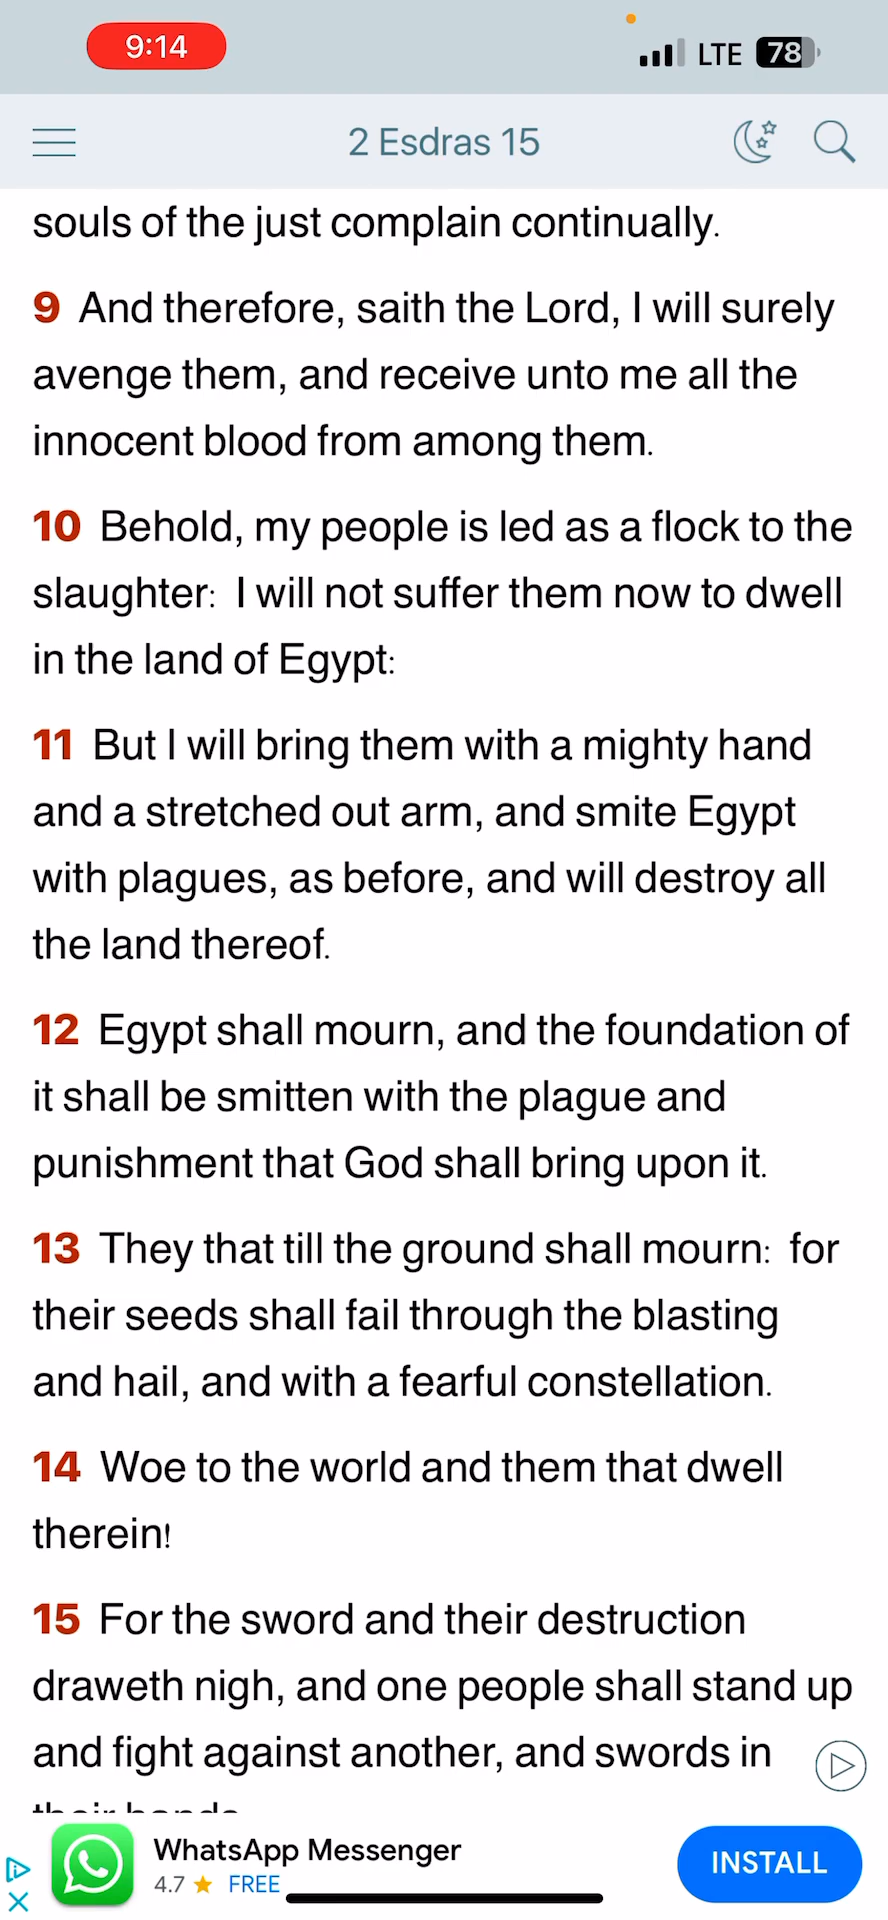 9:14
LTE 78
2 Esdras 15
souls of the just complain continually.
9 And therefore, saith the Lord, I will surely
avenge them, and receive unto me all the
innocent blood from among them.
10 Behold, my people is led as a flock to the
slaughter: I will not suffer them now to dwell
in the land of Egypt:
11 But I will bring them with a mighty hand
and a stretched out arm, and smite Egypt
with plagues, as before, and will destroy all
the land thereof.
12 Egypt shall mourn, and the foundation of
it shall be smitten with the plague and
punishment that God shall bring upon it.
13 They that till the ground shall mourn: for
their seeds shall fail through the blasting
and hail, and with a fearful constellation.
14 Woe to the world and them that dwell
therein!
15 For the sword and their destruction
draweth nigh, and one people shall stand up
and fight against another, and swords in
WhatsApp Messenger
4.7 ★ FREE
INSTALL